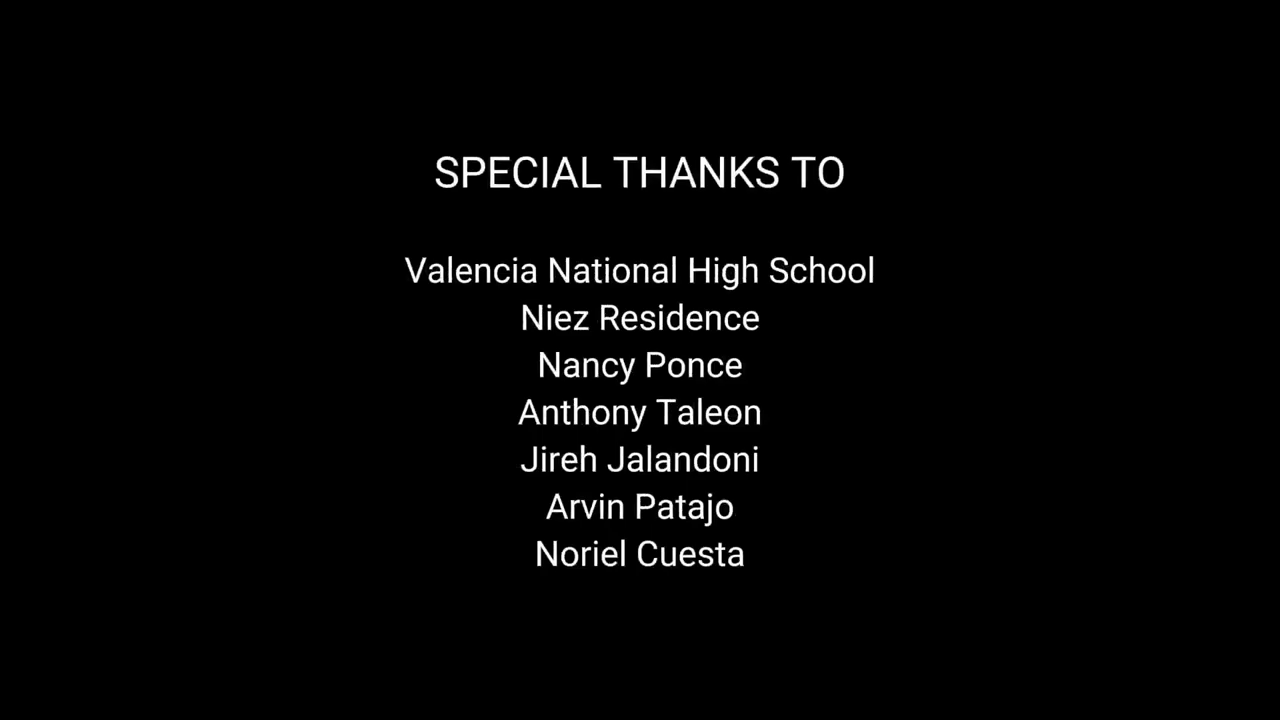 SPECIAL THANKS TO
Valencia National High School
Niez Residence
Nancy Ponce
Anthony Taleon
Jireh Jalandoni
Arvin Patajo
Noriel Cuesta